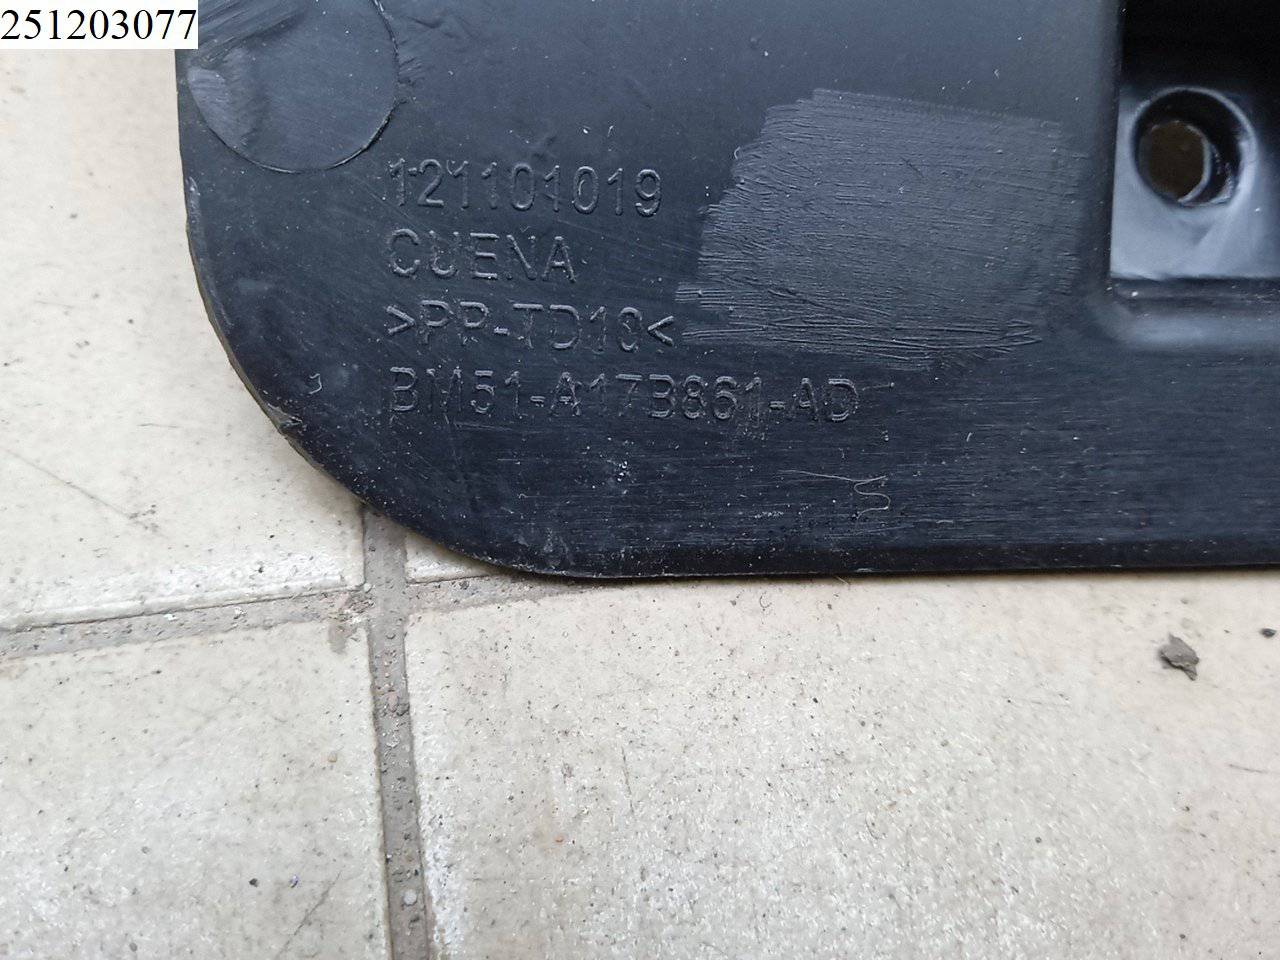 251203077
121101019
CUENA
>PP-TD10<
BM51-A17B861-AD